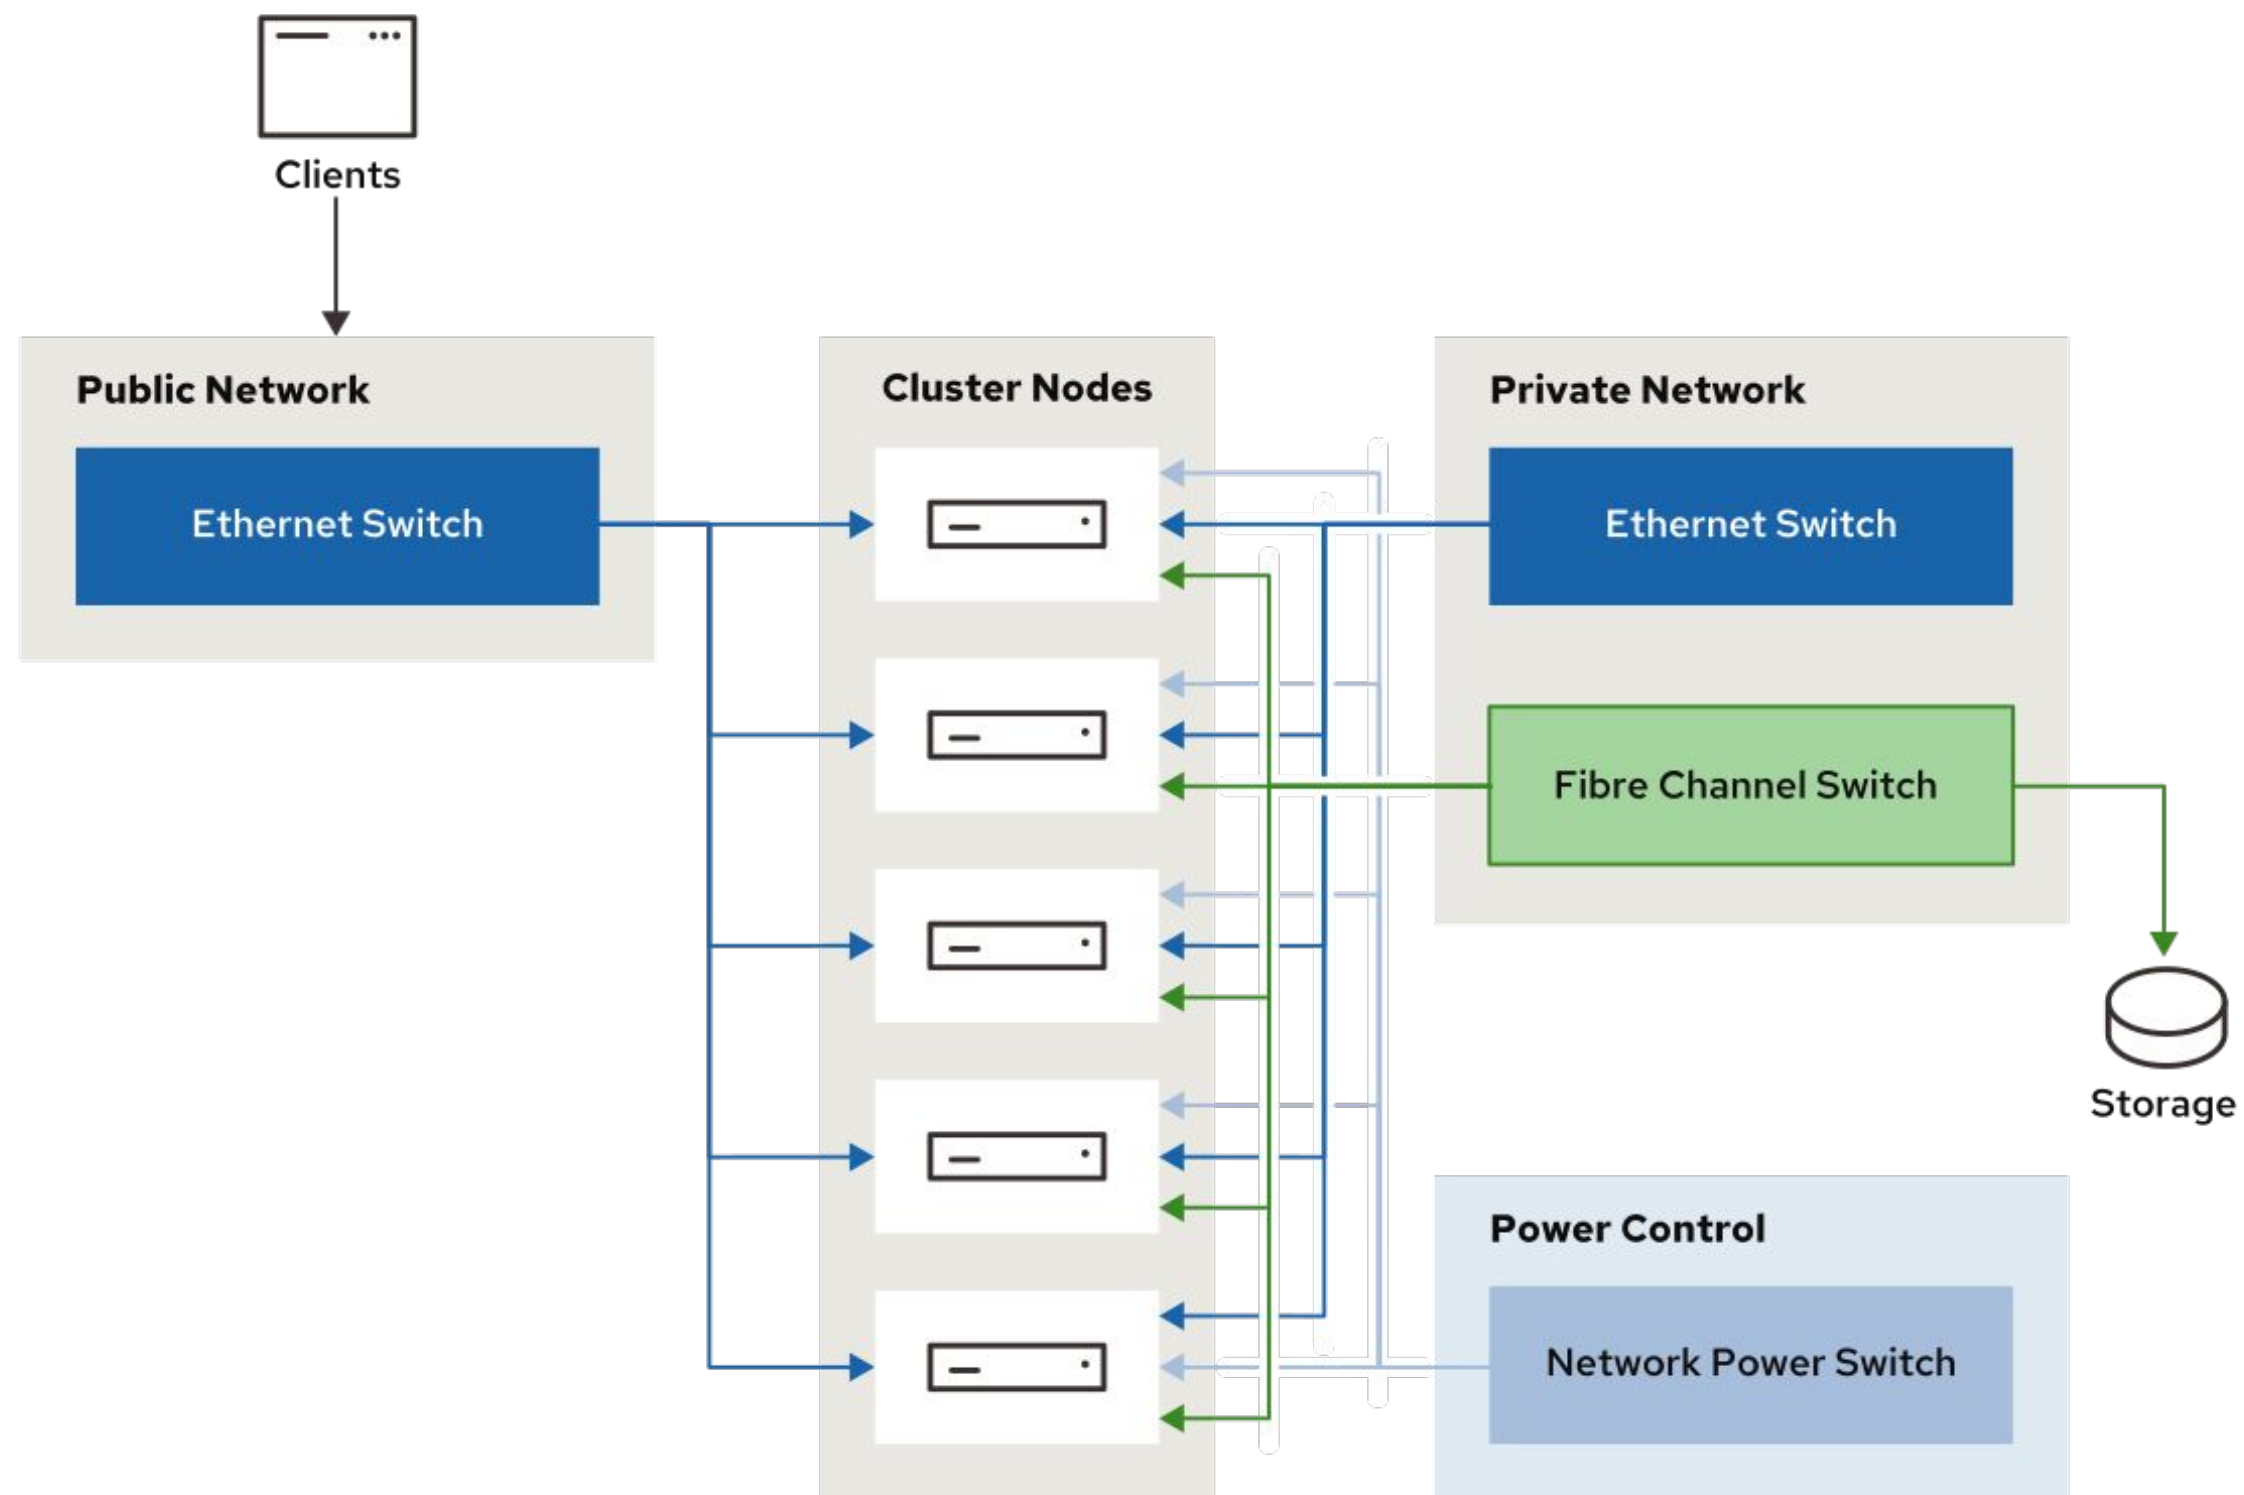 Clients
Public Network
Ethernet Switch
Cluster Nodes
Private Network
Ethernet Switch
Fibre Channel Switch
Storage
Power Control
Network Power Switch